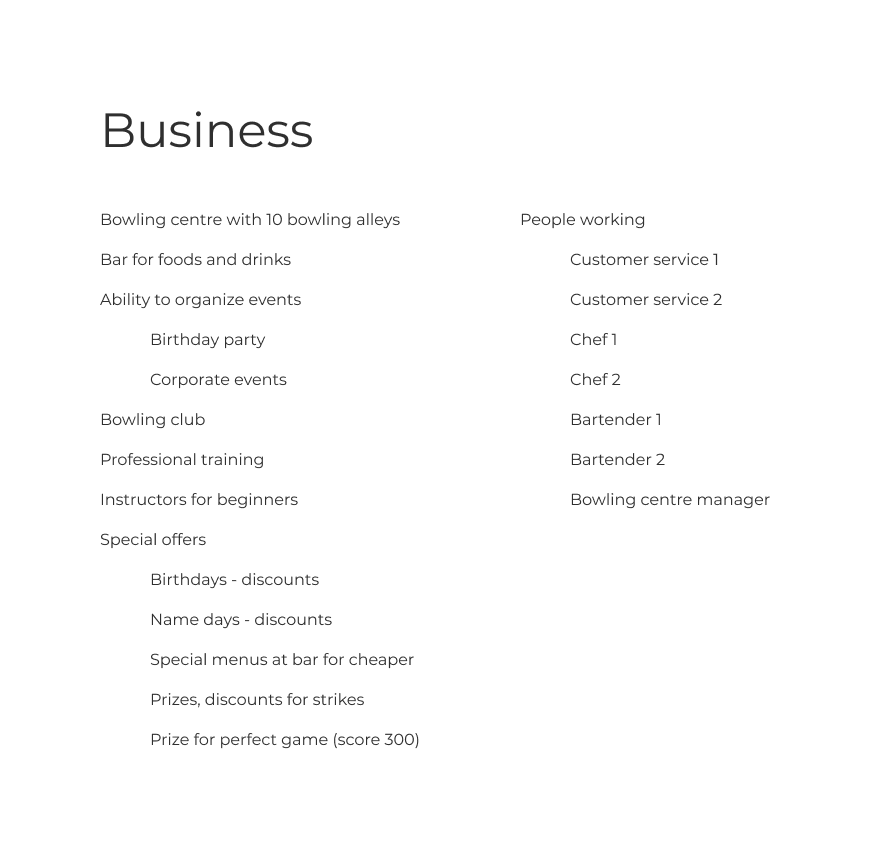 Business
Bowling centre with 10 bowling alleys
Bar for foods and drinks
Ability to organize events
Birthday party
Corporate events
Bowling club
Professional training
Instructors for beginners
Special offers
Birthdays - discounts
Name days - discounts
Special menus at bar for cheaper
Prizes, discounts for strikes
Prize for perfect game (score 300)
People working
Customer service 1
Customer service 2
Chef 1
Chef 2
Bartender 1
Bartender 2
Bowling centre manager